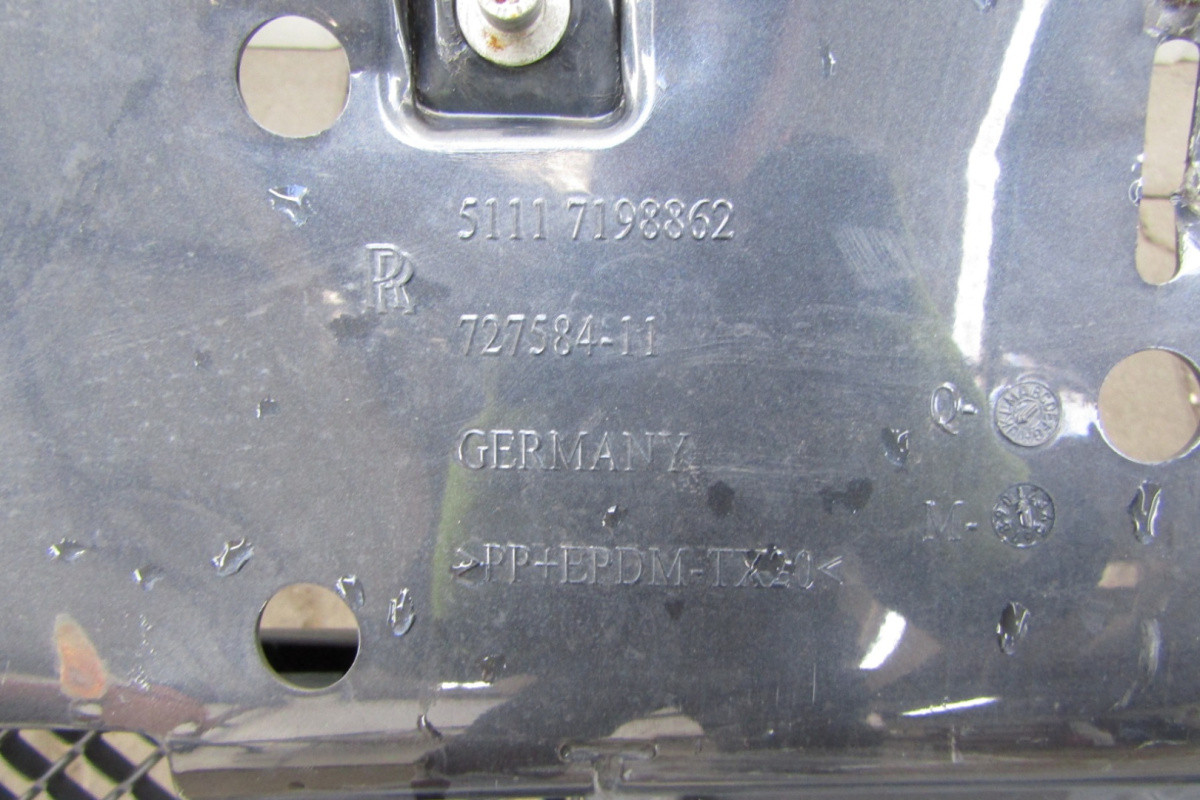 5111 7198862
RR
727584-11
GERMANY
Q-
M-
>PP+EPDM-TX20<